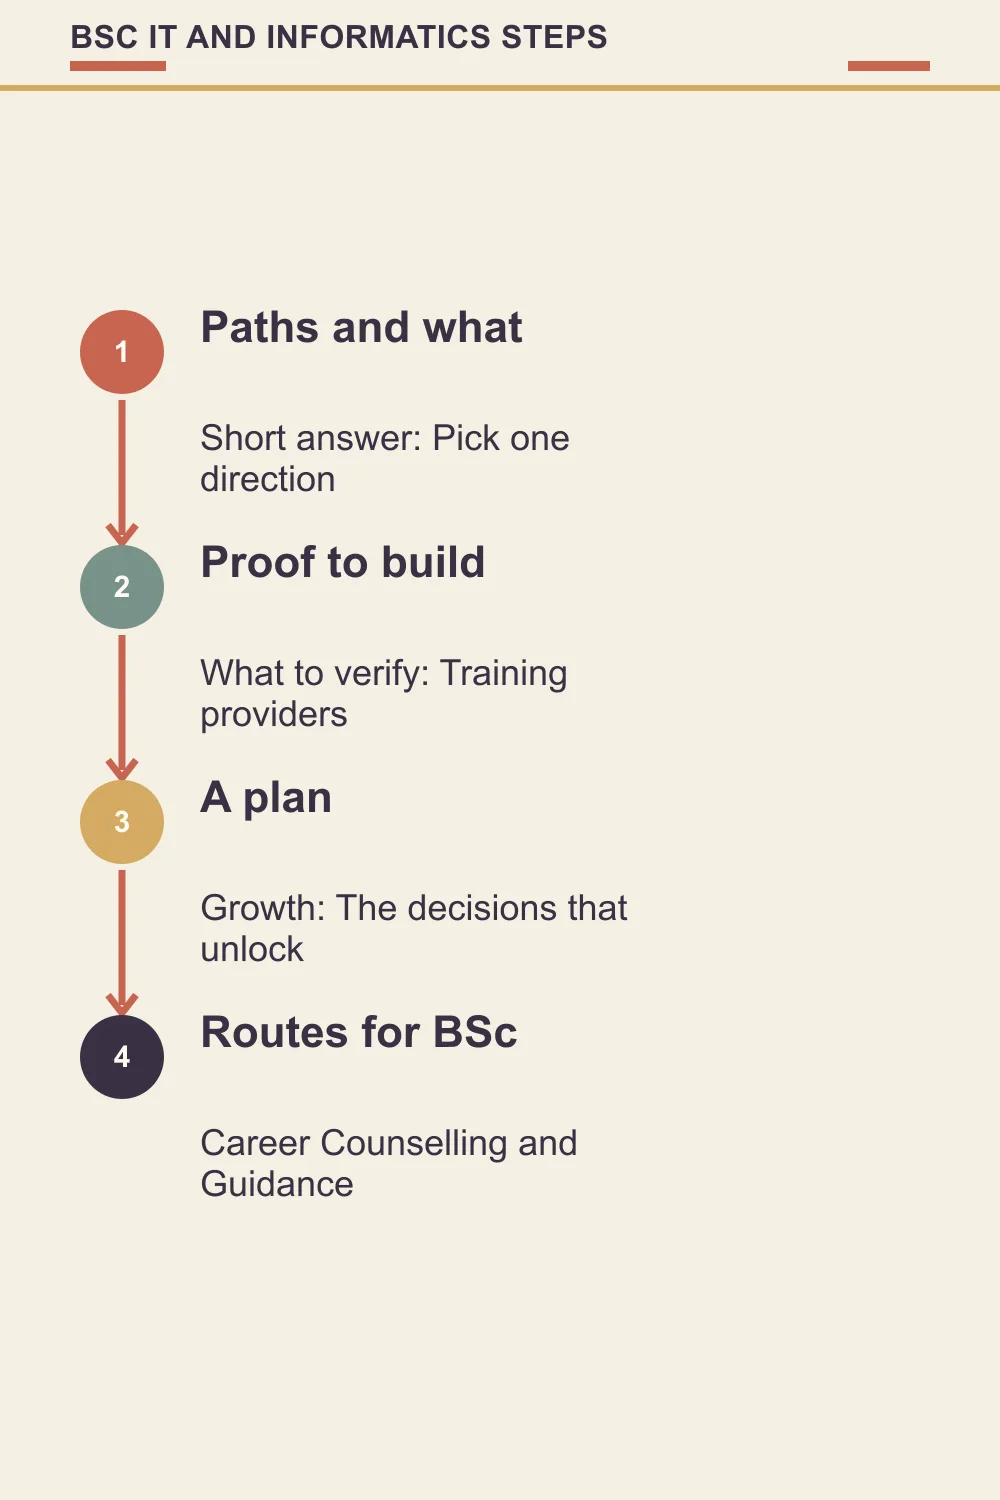 BSC IT AND INFORMATICS STEPS
1
Paths and what
Short answer: Pick one
direction
2
Proof to build
What to verify: Training
providers
3
A plan
Growth: The decisions that
unlock
4
Routes for BSc
Career Counselling and
Guidance